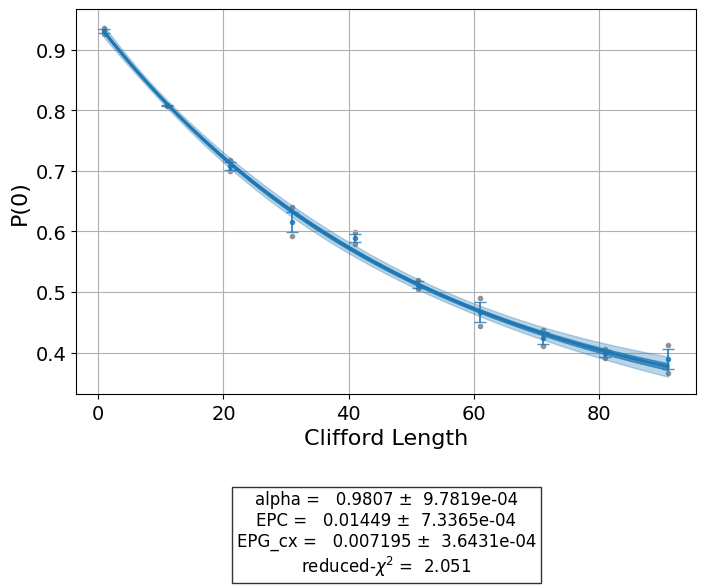 P(0)
0.9
0.8
0.7
0.6
0.5
0.4
0 20 40 60 80
Clifford Length
alpha = 0.9807 ± 9.7819e-04
EPC = 0.01449 ± 7.3365e-04
EPG_cx = 0.007195 ± 3.6431e-04
reduced-χ² = 2.051